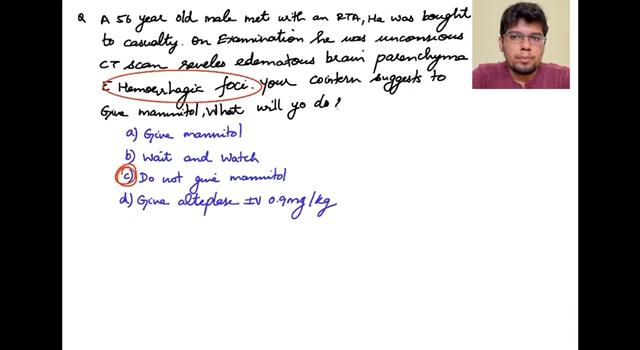 Q A 56 year old male met with an RTA, He was bought
to casualty. On Examination he was unconsious
CT scan reveles edematous brain parenchyma
c̄ Hemorrhagic foci. Your cointern suggests to
Give mannitol, What will yo do?
a) Give mannitol
b) Wait and Watch
c) Do not give mannitol
d) Give alteplase IV 0.9mg/kg